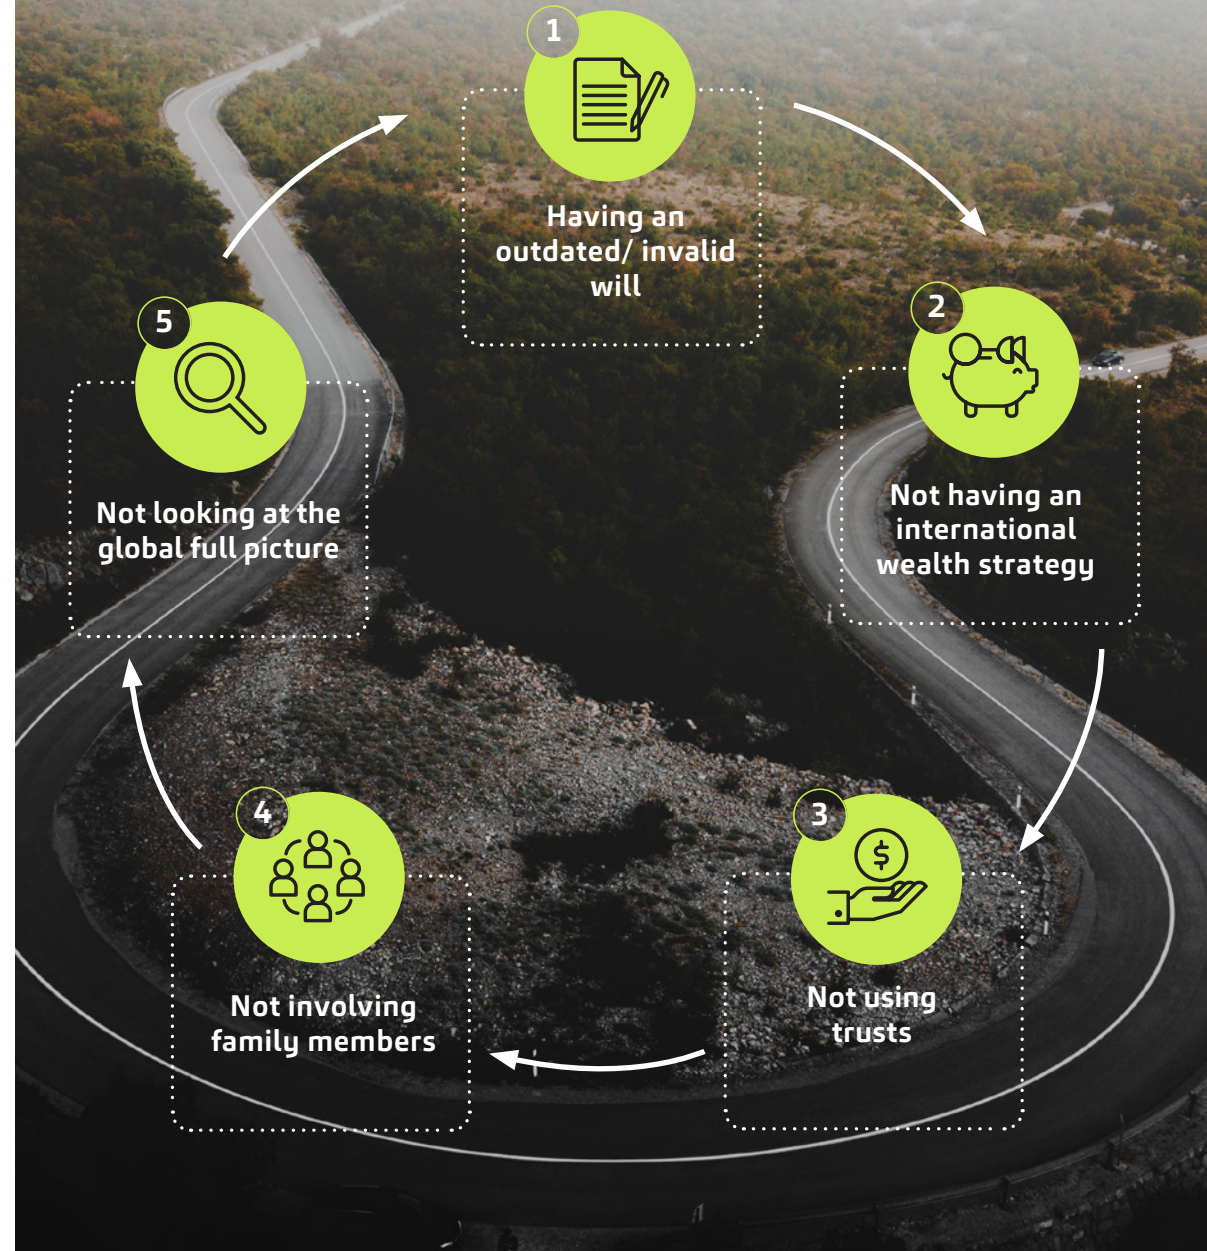 1
Having an
outdated/ invalid
will
2
Not having an
international
wealth strategy
3
$
Not using
trusts
4
Not involving
family members
5
Not looking at the
global full picture